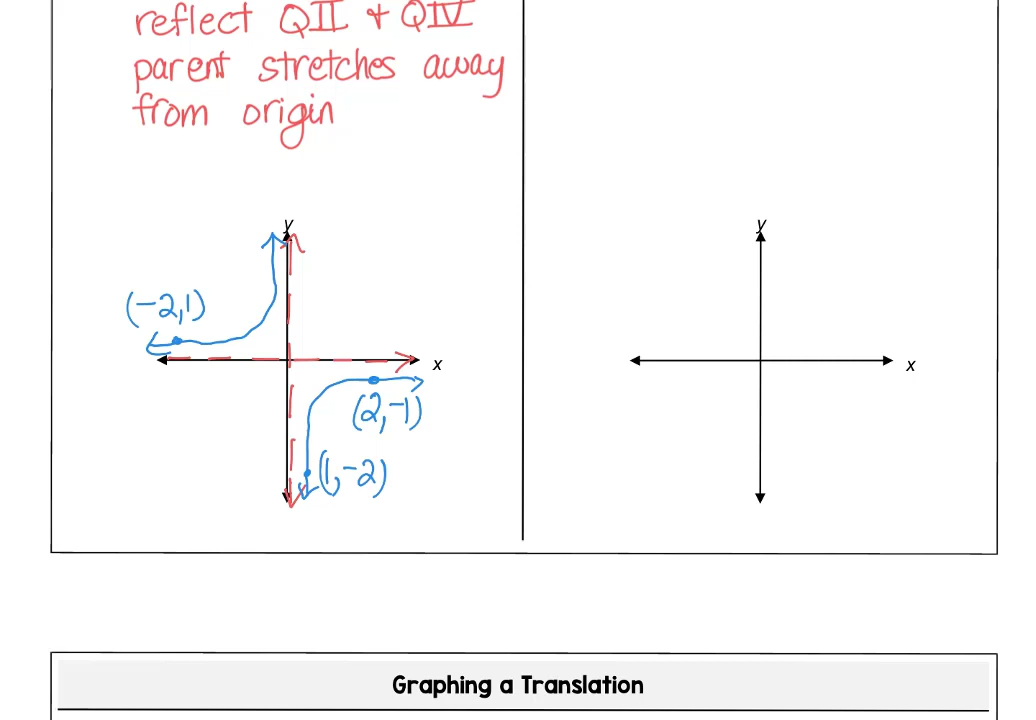 reflect QII + QIV
parent stretches away
from origin
y
(-2,1)
x
(2,-1)
(1,-2)
y
x
Graphing a Translation